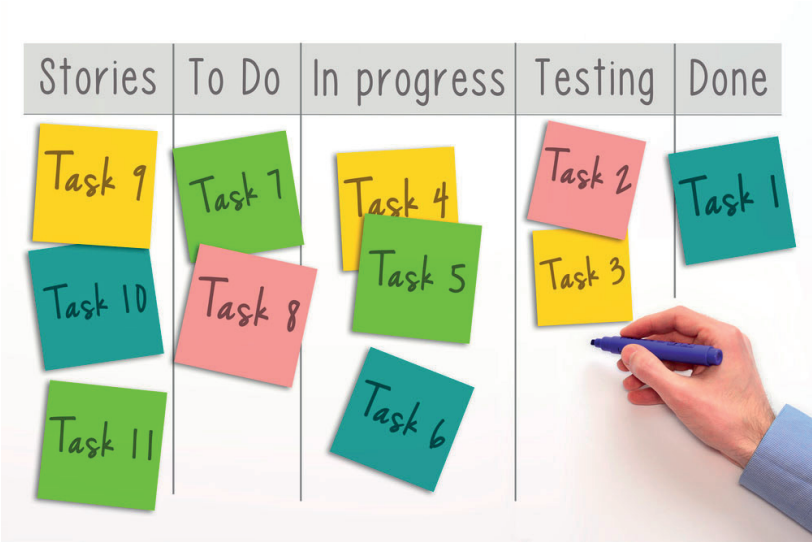 Stories
To Do
In progress
Testing
Done
Task 9
Task 10
Task 11
Task 7
Task 8
Task 4
Task 5
Task 6
Task 2
Task 3
Task 1